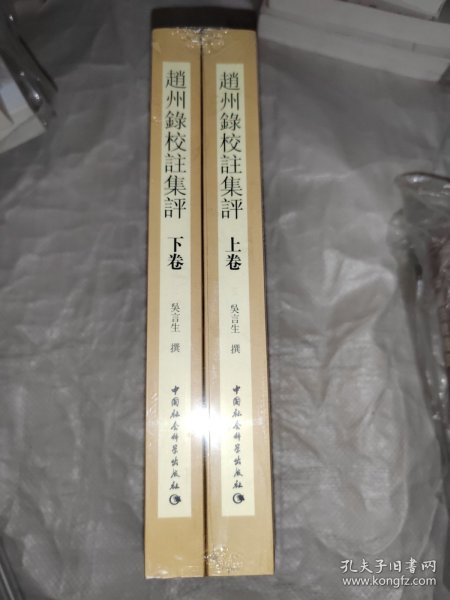 趙州錄校註集評
上卷
吳言生 撰
中国社会科学出版社
趙州錄校註集評
下卷
吳言生 撰
中国社会科学出版社
孔夫子旧书网
www.kongfz.com